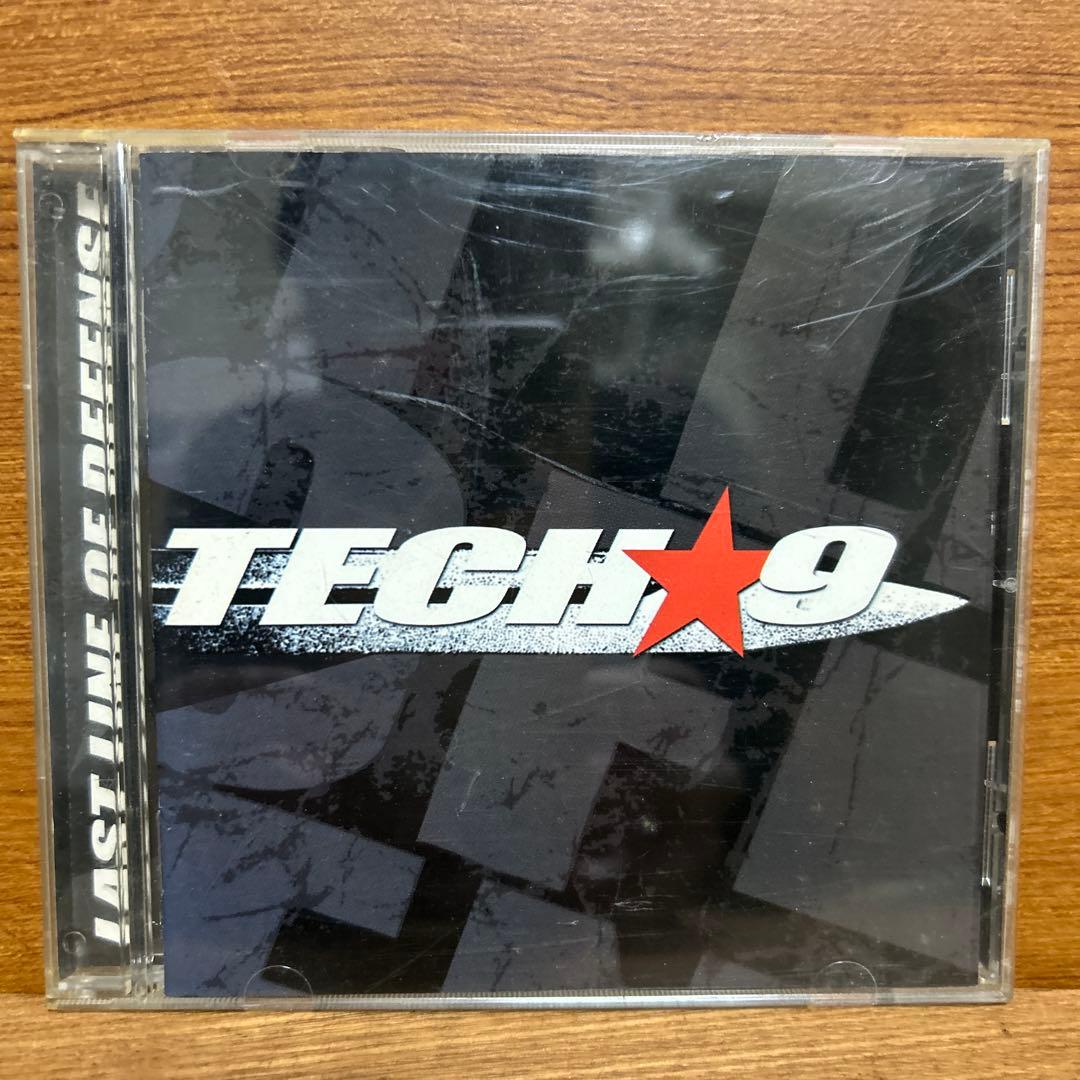 LAST LINE OF DEFENSE
TECH★9